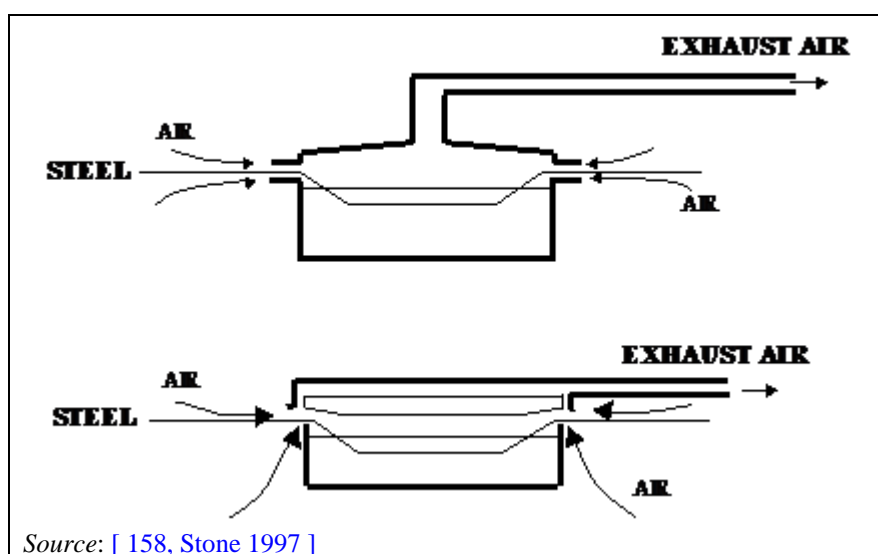 EXHAUST AIR
AIR
STEEL
AIR
EXHAUST AIR
AIR
STEEL
AIR
Source: [ 158, Stone 1997 ]